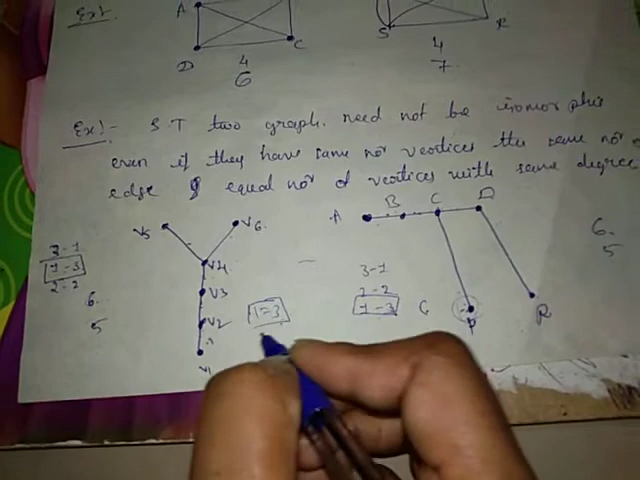 Ex!
A
D
4
C
6
S
4
R
7.
Ex!- S.T two graph. need not be isomorphic
even if they have same no.r vertices the same no.r
edge & equal no.r of vertices with same degree
V5
V6
V4
V3
V2
V1
3-1
1-3
2-2
6.
5
1-3
A
B
C
D
P
R
3-1
2-2
1-3
C
6.
5